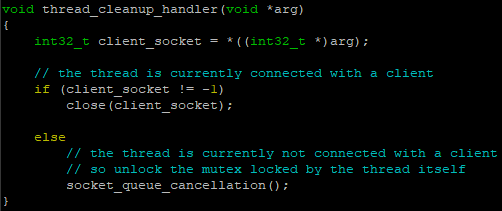 void thread_cleanup_handler(void *arg)
{
    int32_t client_socket = *((int32_t *)arg);

    // the thread is currently connected with a client
    if (client_socket != -1)
        close(client_socket);

    else
        // the thread is currently not connected with a client
        // so unlock the mutex locked by the thread itself
        socket_queue_cancellation();
}